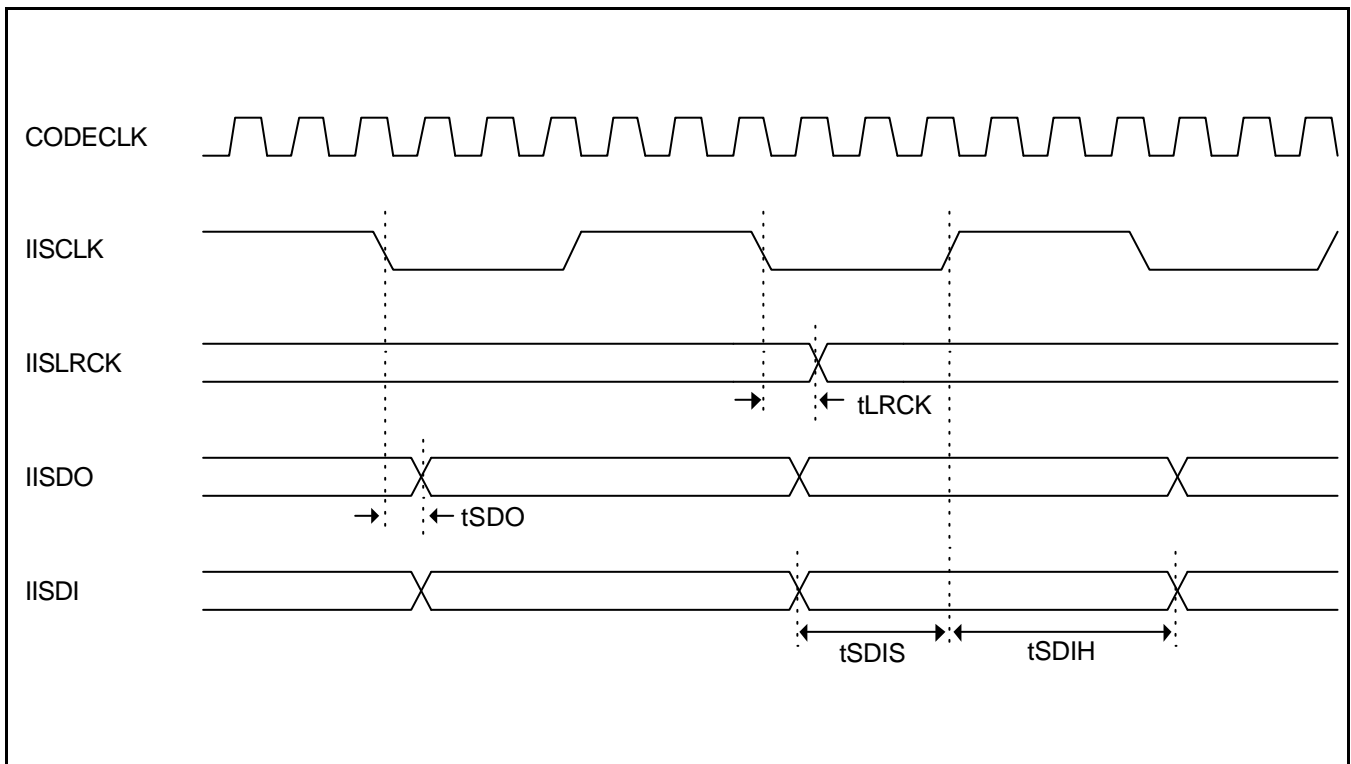 CODECLK
IISCLK
IISLRCK
tLRCK
IISDO
tSDO
IISDI
tSDIS
tSDIH